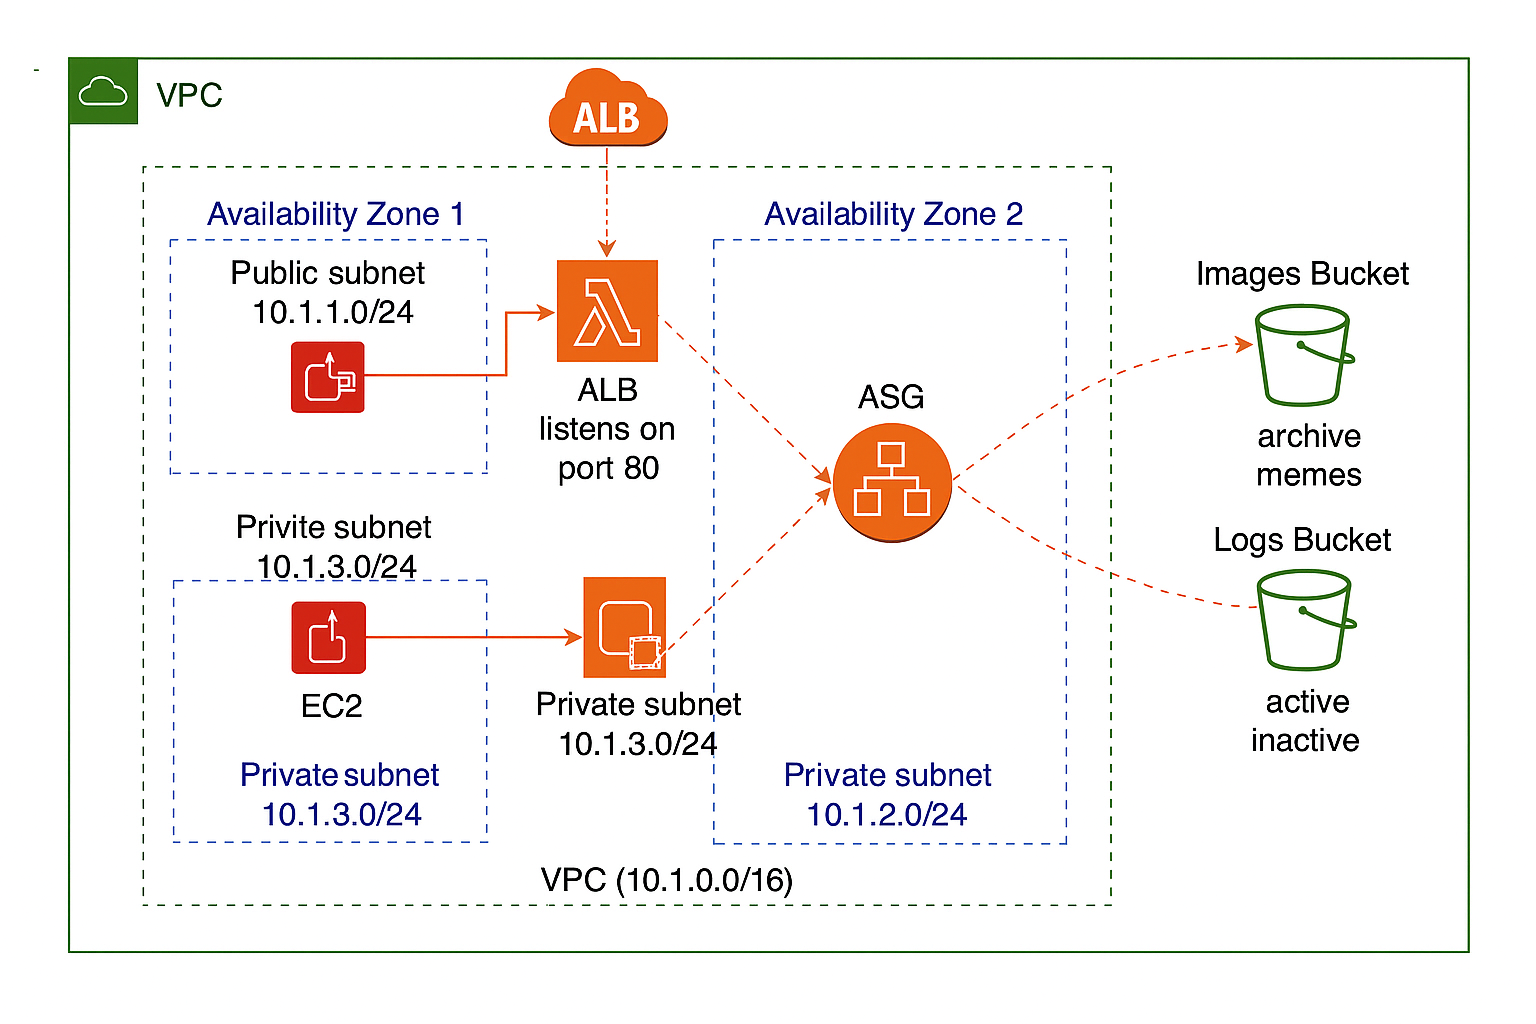 VPC
ALB
Availability Zone 1
Availability Zone 2
Public subnet
10.1.1.0/24
ALB
listens on
port 80
ASG
Images Bucket
archive
memes
Privite subnet
10.1.3.0/24
EC2
Private subnet
10.1.3.0/24
Private subnet
10.1.3.0/24
Private subnet
10.1.2.0/24
Logs Bucket
active
inactive
VPC (10.1.0.0/16)